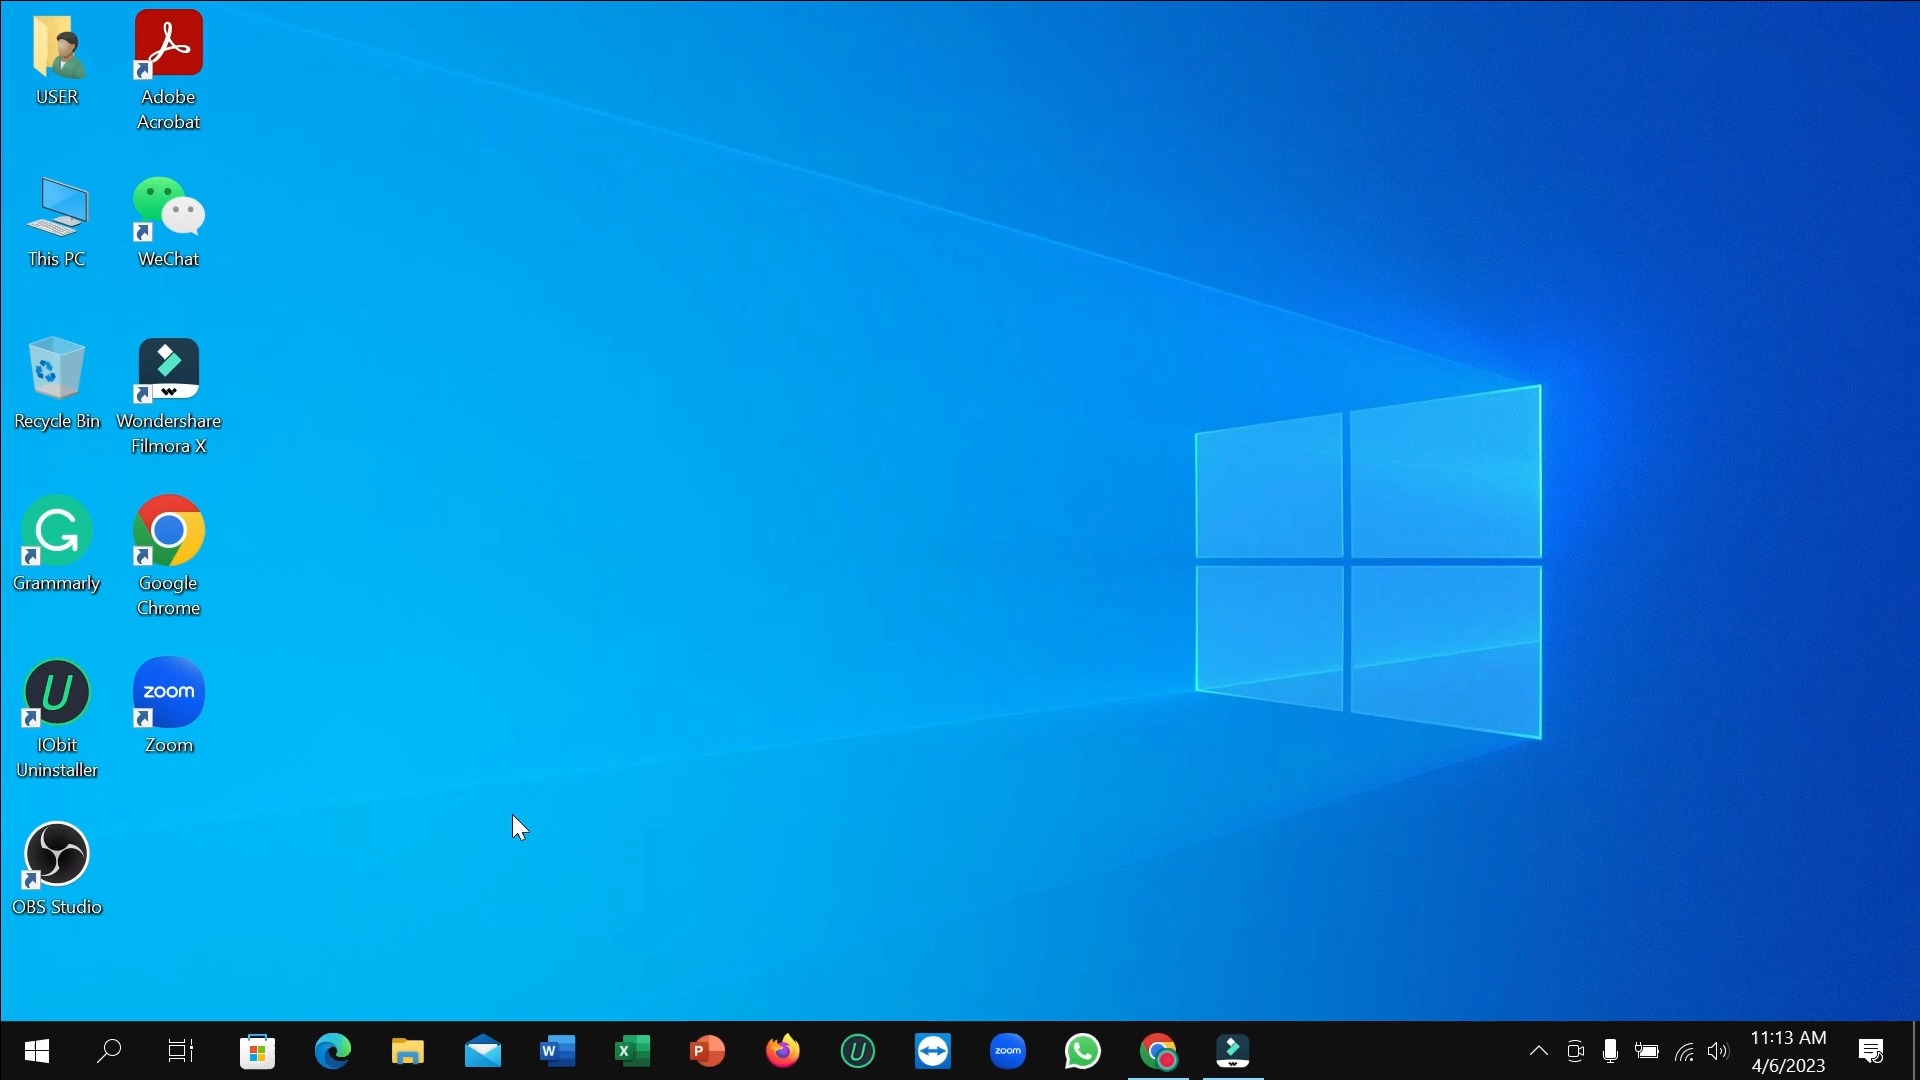 USER
Adobe
Acrobat
This PC
WeChat
Recycle Bin
Wondershare
Filmora X
Grammarly
Google
Chrome
zoom
IObit
Uninstaller
Zoom
OBS Studio
W
X
P
zoom
11:13 AM
4/6/2023